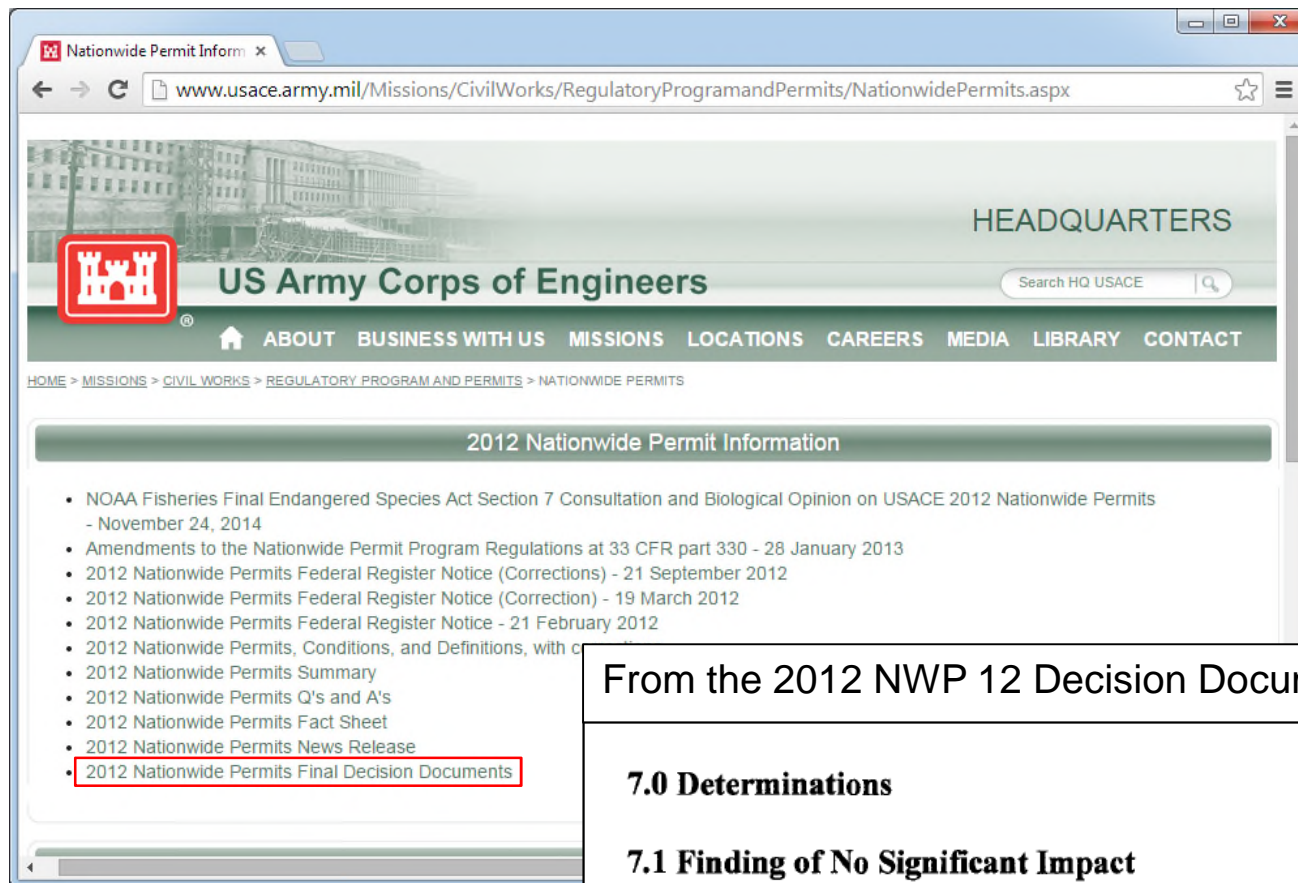 Nationwide Permit Inform
www.usace.army.mil/Missions/CivilWorks/RegulatoryProgramandPermits/NationwidePermits.aspx
HEADQUARTERS
US Army Corps of Engineers
Search HQ USACE
®
ABOUT BUSINESS WITH US MISSIONS LOCATIONS CAREERS MEDIA LIBRARY CONTACT
HOME > MISSIONS > CIVIL WORKS > REGULATORY PROGRAM AND PERMITS > NATIONWIDE PERMITS
2012 Nationwide Permit Information
• NOAA Fisheries Final Endangered Species Act Section 7 Consultation and Biological Opinion on USACE 2012 Nationwide Permits
- November 24, 2014
• Amendments to the Nationwide Permit Program Regulations at 33 CFR part 330 - 28 January 2013
• 2012 Nationwide Permits Federal Register Notice (Corrections) - 21 September 2012
• 2012 Nationwide Permits Federal Register Notice (Correction) - 19 March 2012
• 2012 Nationwide Permits Federal Register Notice - 21 February 2012
• 2012 Nationwide Permits, Conditions, and Definitions, with
• 2012 Nationwide Permits Summary
• 2012 Nationwide Permits Q's and A's
• 2012 Nationwide Permits Fact Sheet
• 2012 Nationwide Permits News Release
• 2012 Nationwide Permits Final Decision Documents
From the 2012 NWP 12 Decision
7.0 Determinations
7.1 Finding of No Significant Impact